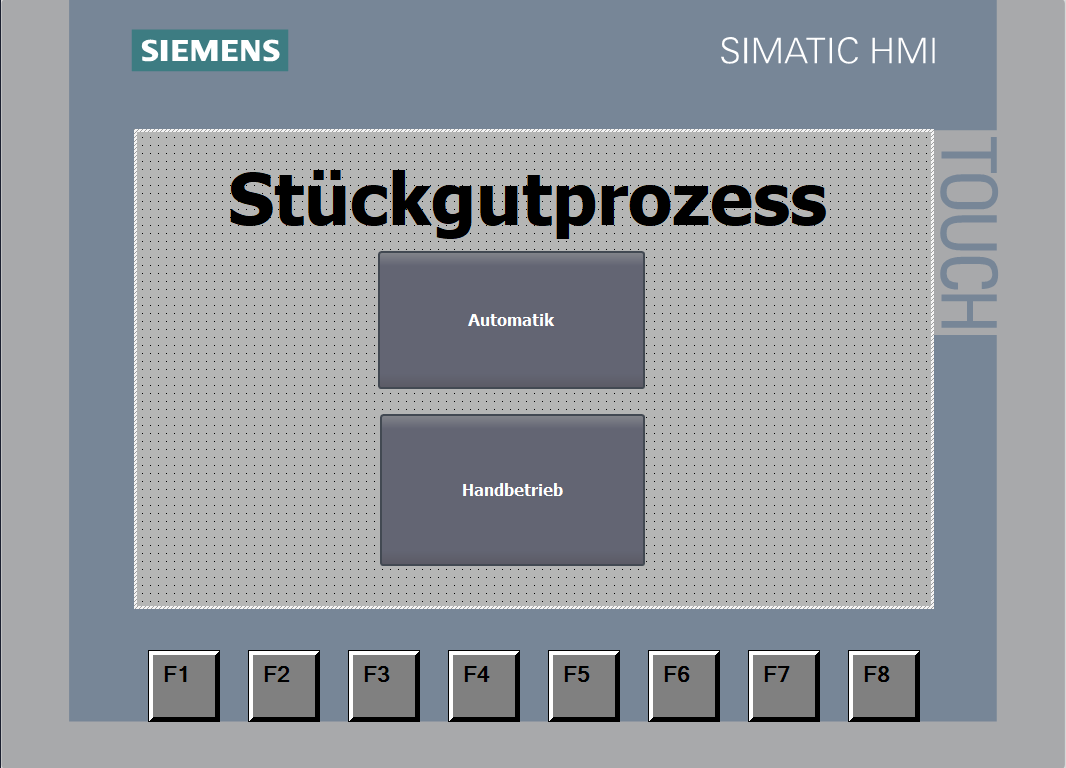 SIEMENS
SIMATIC HMI
TOUCH
Stückgutprozess
Automatik
Handbetrieb
F1 F2 F3 F4 F5 F6 F7 F8